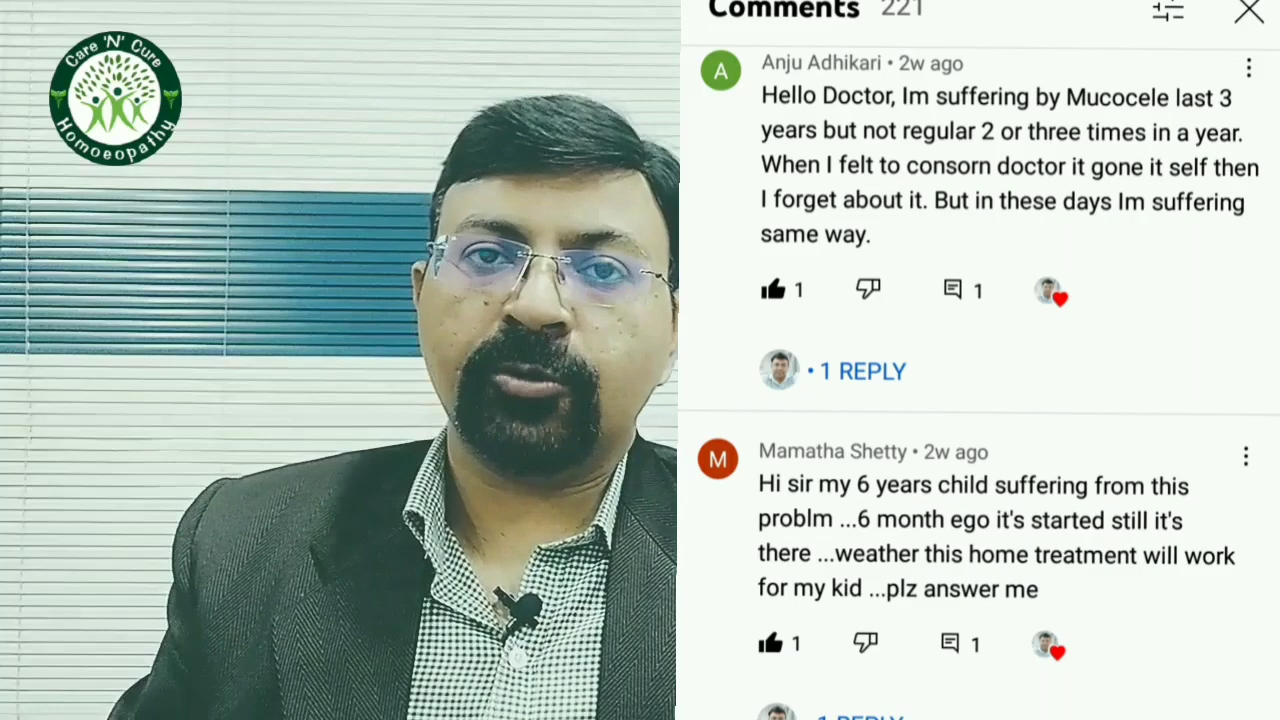 Care 'N' Cure
Homoeopathy
Comments 221
A
Anju Adhikari • 2w ago
Hello Doctor, Im suffering by Mucocele last 3
years but not regular 2 or three times in a year.
When I felt to consorn doctor it gone it self then
I forget about it. But in these days Im suffering
same way.
1
1
• 1 REPLY
M
Mamatha Shetty • 2w ago
Hi sir my 6 years child suffering from this
problm ...6 month ego it's started still it's
there ...weather this home treatment will work
for my kid ...plz answer me
1
1
1 REPLY